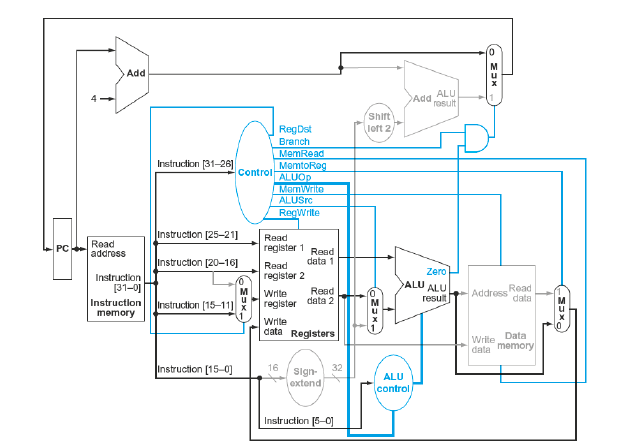 0
M
u
x
1
Add
4
Add ALU
result
Shift
left 2
RegDst
Branch
MemRead
MemtoReg
ALUOp
MemWrite
ALUSrc
RegWrite
Control
Instruction [31–26]
Instruction [25–21]
Instruction [20–16]
Instruction [15–11]
Instruction [15–0]
Instruction [5–0]
PC
Read
address
Instruction
[31–0]
Instruction
memory
0
M
u
x
1
Read
register 1
Read
register 2
Write
register
Write
data
Read
data 1
Read
data 2
Registers
0
M
u
x
1
Zero
ALU ALU
result
Address
Read
data
Write
data
Data
memory
1
M
u
x
0
16
Sign-
extend
32
ALU
control